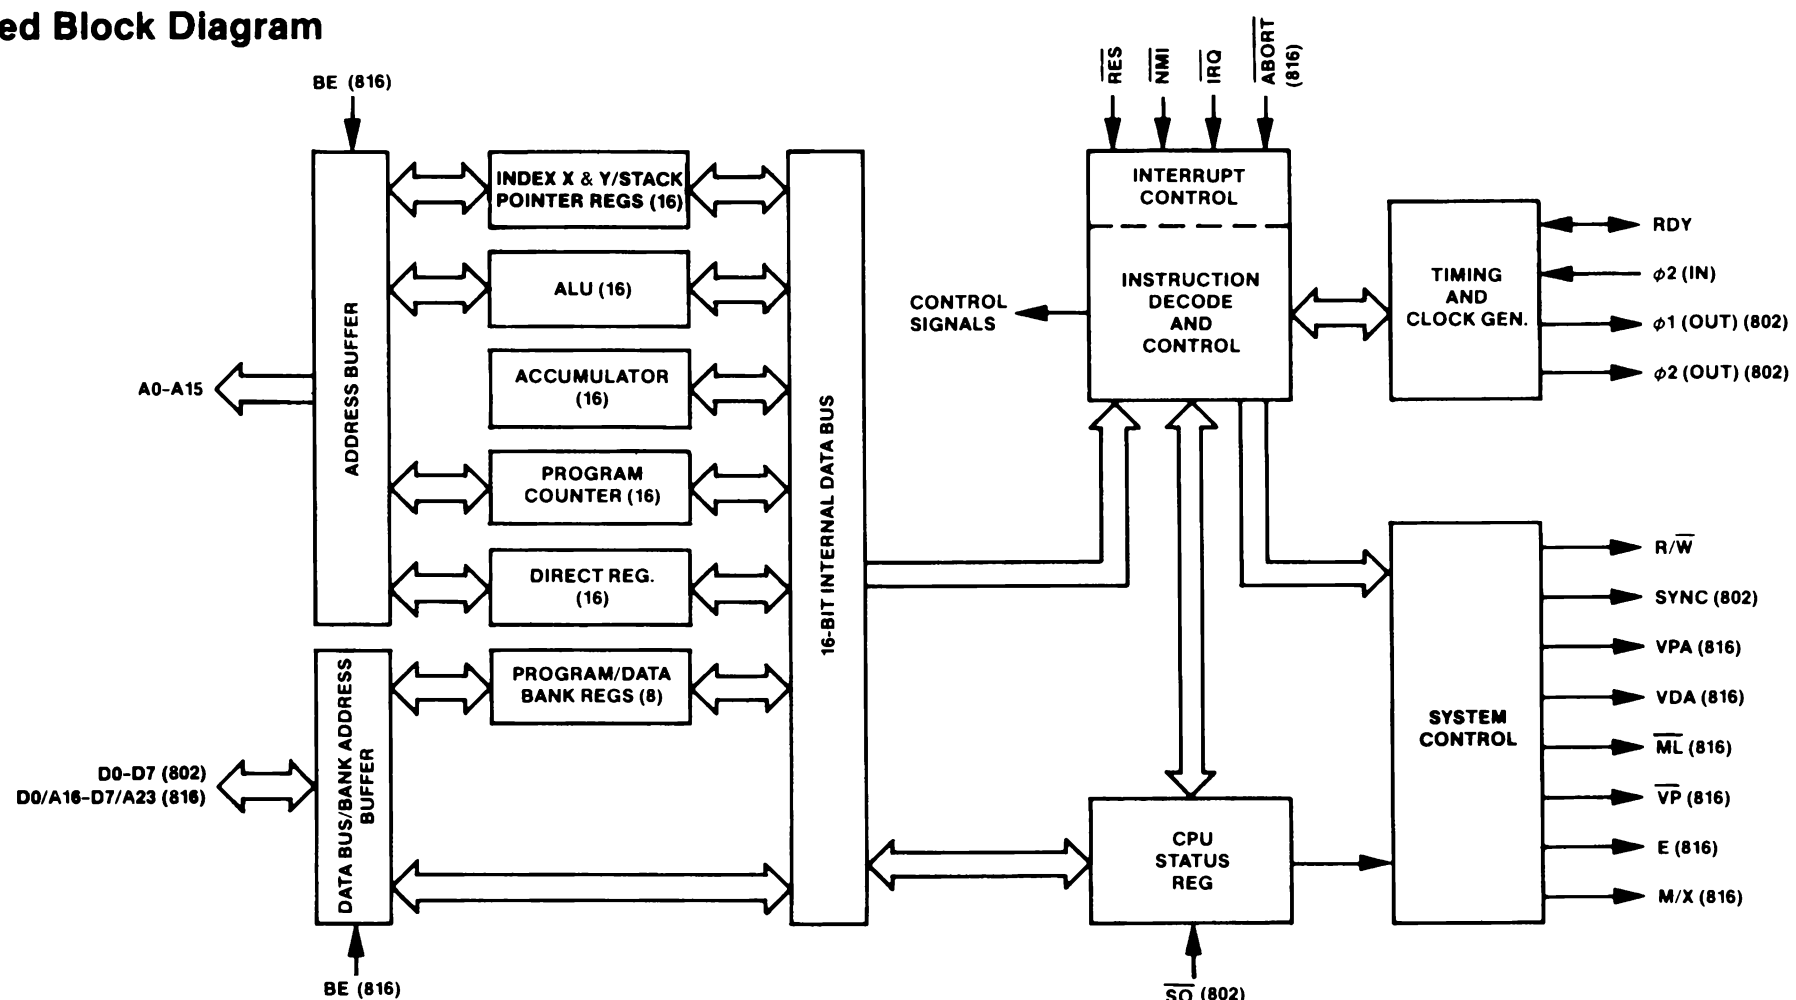 ed Block Diagram
BE (816)
RES
NMI
IRQ
ABORT
(816)
INDEX X & Y/STACK
POINTER REGS (16)
INTERRUPT
CONTROL
RDY
ALU (16)
INSTRUCTION
DECODE
AND
CONTROL
TIMING
AND
CLOCK GEN.
ϕ2 (IN)
CONTROL
SIGNALS
ϕ1 (OUT) (802)
ϕ2 (OUT) (802)
A0-A15
ADDRESS BUFFER
ACCUMULATOR
(16)
PROGRAM
COUNTER (16)
16-BIT INTERNAL DATA BUS
DIRECT REG.
(16)
R/W
SYNC (802)
VPA (816)
VDA (816)
ML (816)
VP (816)
E (816)
M/X (816)
PROGRAM/DATA
BANK REGS (8)
SYSTEM
CONTROL
D0-D7 (802)
D0/A16-D7/A23 (816)
DATA BUS/BANK ADDRESS
BUFFER
CPU
STATUS
REG
BE (816)
SO (802)